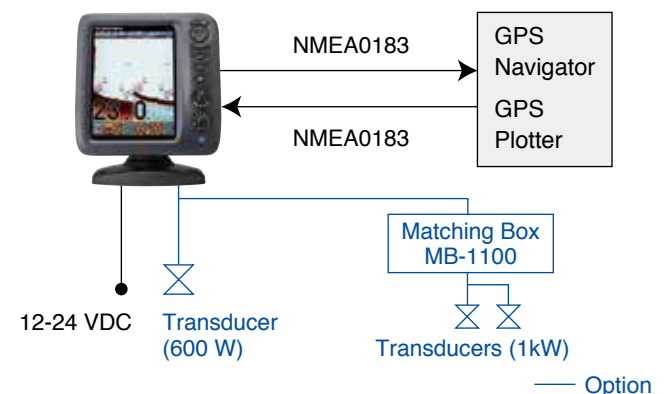 NMEA0183
GPS
Navigator
GPS
Plotter
NMEA0183
Matching Box
MB-1100
12-24 VDC
Transducer
(600 W)
Transducers (1kW)
Option